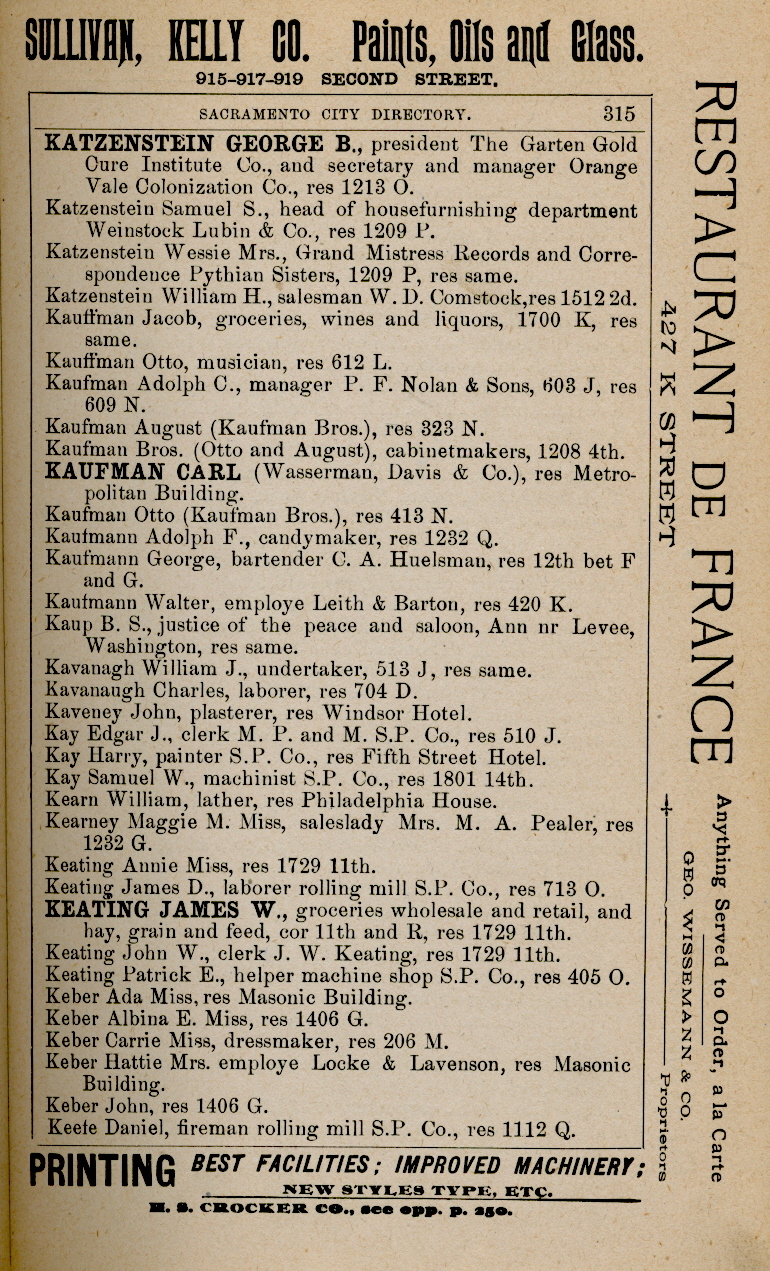 SULLIVAN, KELLY CO. Paints, Oils and Glass.
915-917-919 SECOND STREET.
SACRAMENTO CITY DIRECTORY. 315
KATZENSTEIN GEORGE B., president The Garten Gold
Cure Institute Co., and secretary and manager Orange
Vale Colonization Co., res 1213 O.
Katzenstein Samuel S., head of housefurnishing department
Weinstock Lubin & Co., res 1209 P.
Katzenstein Wessie Mrs., Grand Mistress Records and Corre-
spondence Pythian Sisters, 1209 P, res same.
Katzenstein William H., salesman W. D. Comstock, res 1512 2d.
Kauffman Jacob, groceries, wines and liquors, 1700 K, res
same.
Kauffman Otto, musician, res 612 L.
Kaufman Adolph C., manager P. F. Nolan & Sons, 603 J, res
609 N.
Kaufman August (Kaufman Bros.), res 323 N.
Kaufman Bros. (Otto and August), cabinetmakers, 1208 4th.
KAUFMAN CARL (Wasserman, Davis & Co.), res Metro-
politan Building.
Kaufman Otto (Kaufman Bros.), res 413 N.
Kaufmann Adolph F., candymaker, res 1232 Q.
Kaufmann George, bartender C. A. Huelsman, res 12th bet F
and G.
Kaufmann Walter, employe Leith & Barton, res 420 K.
Kaup B. S., justice of the peace and saloon, Ann nr Levee,
Washington, res same.
Kavanagh William J., undertaker, 513 J, res same.
Kavanaugh Charles, laborer, res 704 D.
Kaveney John, plasterer, res Windsor Hotel.
Kay Edgar J., clerk M. P. and M. S.P. Co., res 510 J.
Kay Harry, painter S.P. Co., res Fifth Street Hotel.
Kay Samuel W., machinist S.P. Co., res 1801 14th.
Kearn William, lather, res Philadelphia House.
Kearney Maggie M. Miss, saleslady Mrs. M. A. Pealer, res
1232 G.
Keating Annie Miss, res 1729 11th.
Keating James D., laborer rolling mill S.P. Co., res 713 O.
KEATING JAMES W., groceries wholesale and retail, and
hay, grain and feed, cor 11th and R, res 1729 11th.
Keating John W., clerk J. W. Keating, res 1729 11th.
Keating Patrick E., helper machine shop S.P. Co., res 405 O.
Keber Ada Miss, res Masonic Building.
Keber Albina E. Miss, res 1406 G.
Keber Carrie Miss, dressmaker, res 206 M.
Keber Hattie Mrs. employe Locke & Lavenson, res Masonic
Building.
Keber John, res 1406 G.
Keefe Daniel, fireman rolling mill S.P. Co., res 1112 Q.
PRINTING BEST FACILITIES; IMPROVED MACHINERY;
NEW STYLES TYPE, ETC.
H. S. CROCKER CO., see opp. p. 250.
RESTAURANT DE FRANCE
427 K STREET
Anything Served to Order, a la Carte
GEO. WISSEMANN & CO.
Proprietors